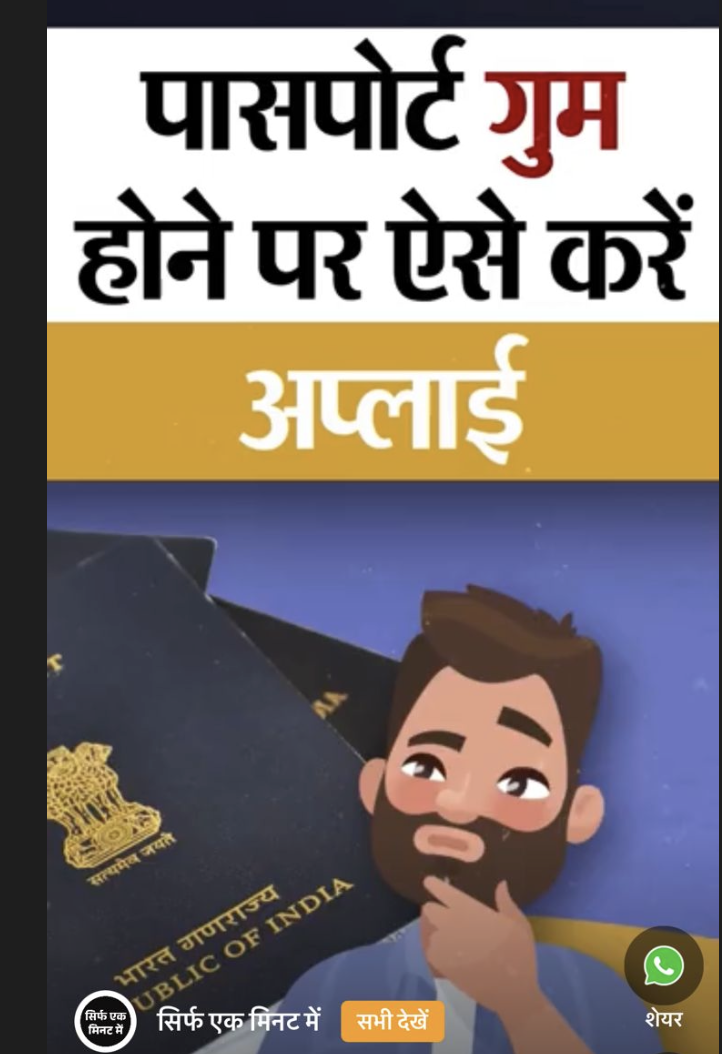 पासपोर्ट गुम
होने पर ऐसे करें
अप्लाई
सत्यमेव जयते
भारत गणराज्य
UBLIC OF INDIA
सिर्फ एक
मिनट में
सिर्फ एक मिनट में
सभी देखें
शेयर